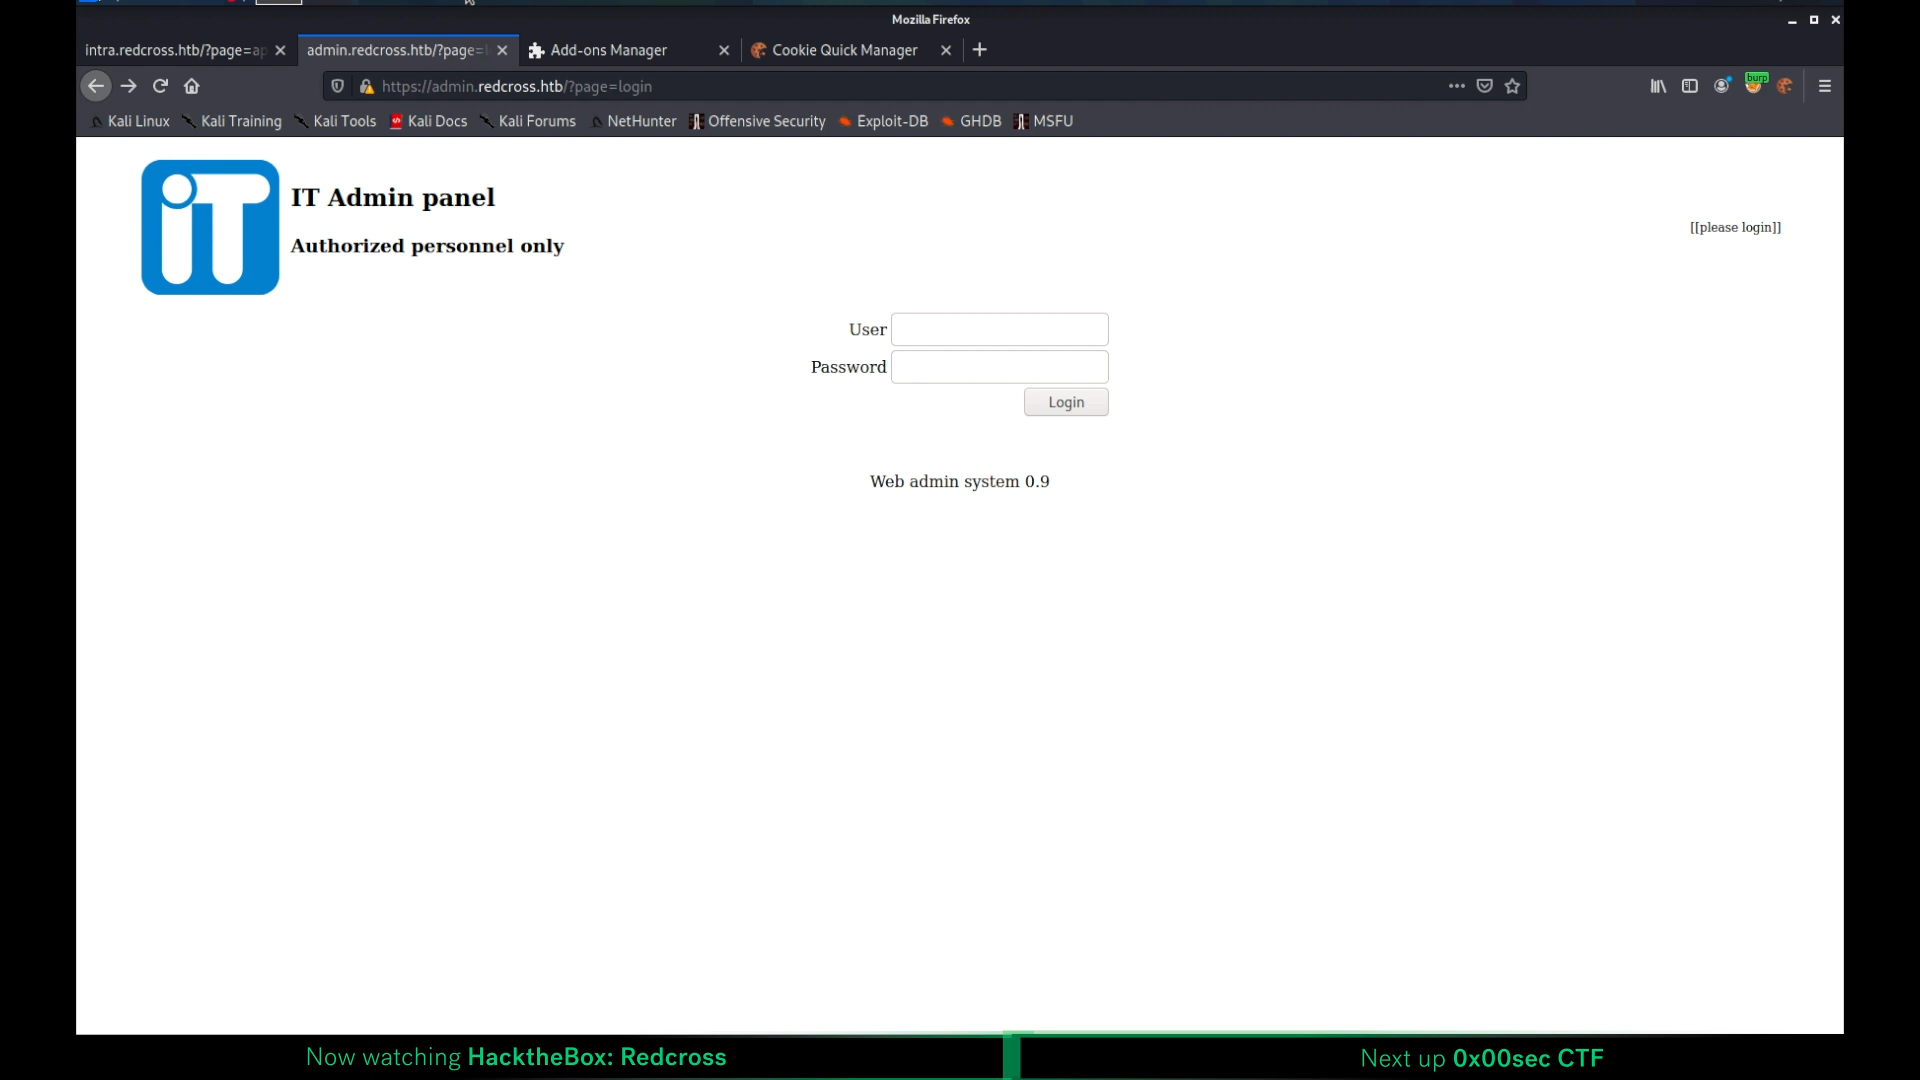 Mozilla Firefox
intra.redcross.htb/?page=ap
admin.redcross.htb/?page=l
Add-ons Manager
Cookie Quick Manager
https://admin.redcross.htb/?page=login
burp
Kali Linux
Kali Training
Kali Tools
Kali Docs
Kali Forums
NetHunter
Offensive Security
Exploit-DB
GHDB
MSFU
iT
IT Admin panel
Authorized personnel only
[[please login]]
User
Password
Login
Web admin system 0.9
Now watching HacktheBox: Redcross
Next up 0x00sec CTF